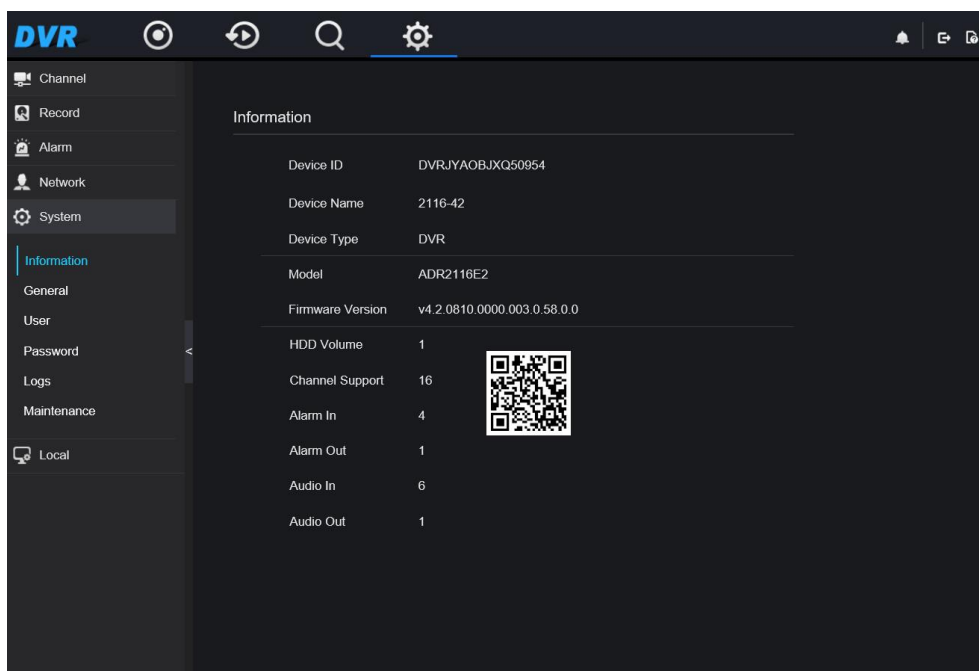 DVR
Channel
Record
Alarm
Network
System
Information
General
User
Password
Logs
Maintenance
Local
<
Information
Device ID DVRJYAOBJXQ50954
Device Name 2116-42
Device Type DVR
Model ADR2116E2
Firmware Version v4.2.0810.0000.003.0.58.0.0
HDD Volume 1
Channel Support 16
Alarm In 4
Alarm Out 1
Audio In 6
Audio Out 1